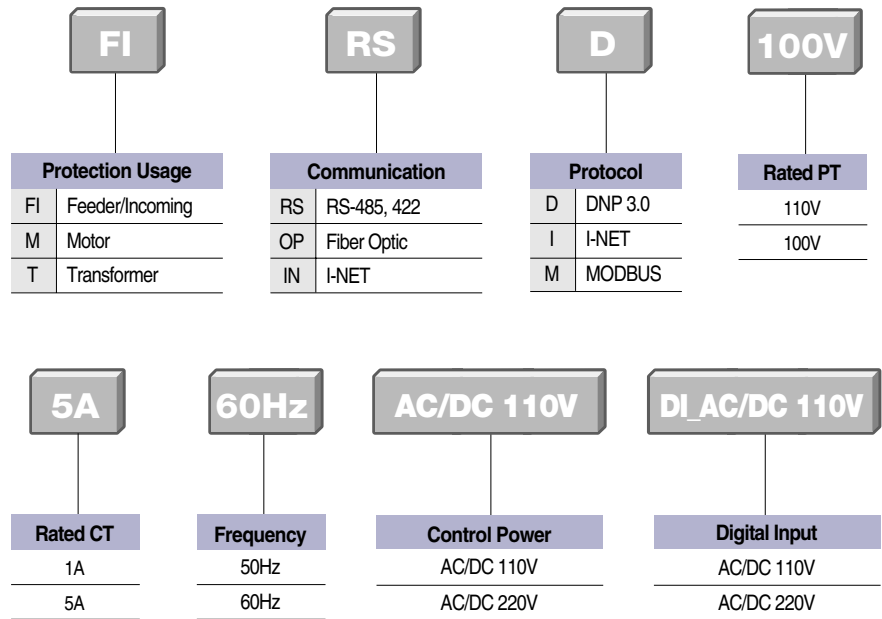 FI RS D 100V
Protection Usage Communication Protocol Rated PT
FI Feeder/Incoming RS RS-485, 422 D DNP 3.0 110V
M Motor OP Fiber Optic I I-NET 100V
T Transformer IN I-NET M MODBUS
5A 60Hz AC/DC 110V DI_AC/DC 110V
Rated CT Frequency Control Power Digital Input
1A 50Hz AC/DC 110V AC/DC 110V
5A 60Hz AC/DC 220V AC/DC 220V